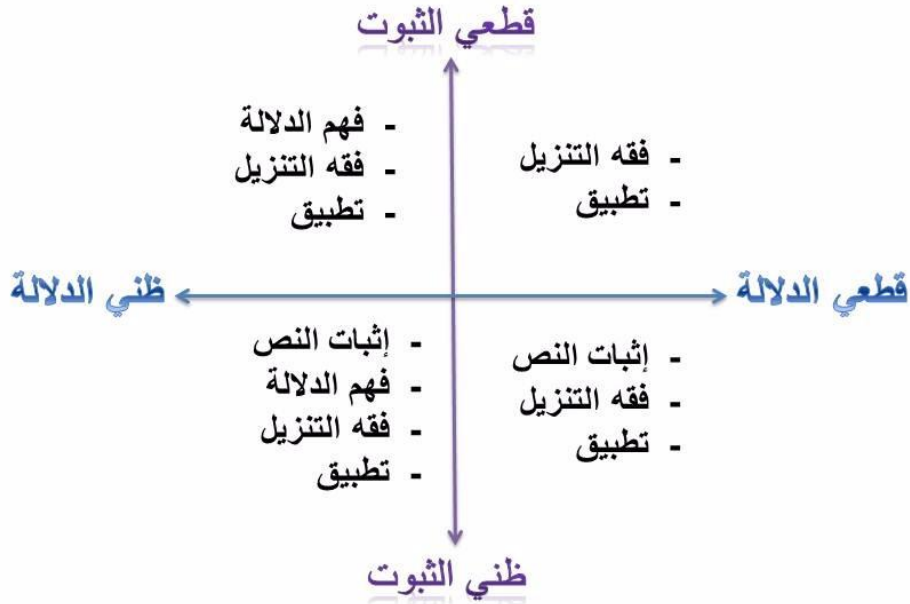 قطعي الثبوت
- فقه التنزيل
- تطبيق
- فهم الدلالة
- فقه التنزيل
- تطبيق
قطعي الدلالة
ظني الدلالة
- إثبات النص
- فقه التنزيل
- تطبيق
- إثبات النص
- فهم الدلالة
- فقه التنزيل
- تطبيق
ظني الثبوت